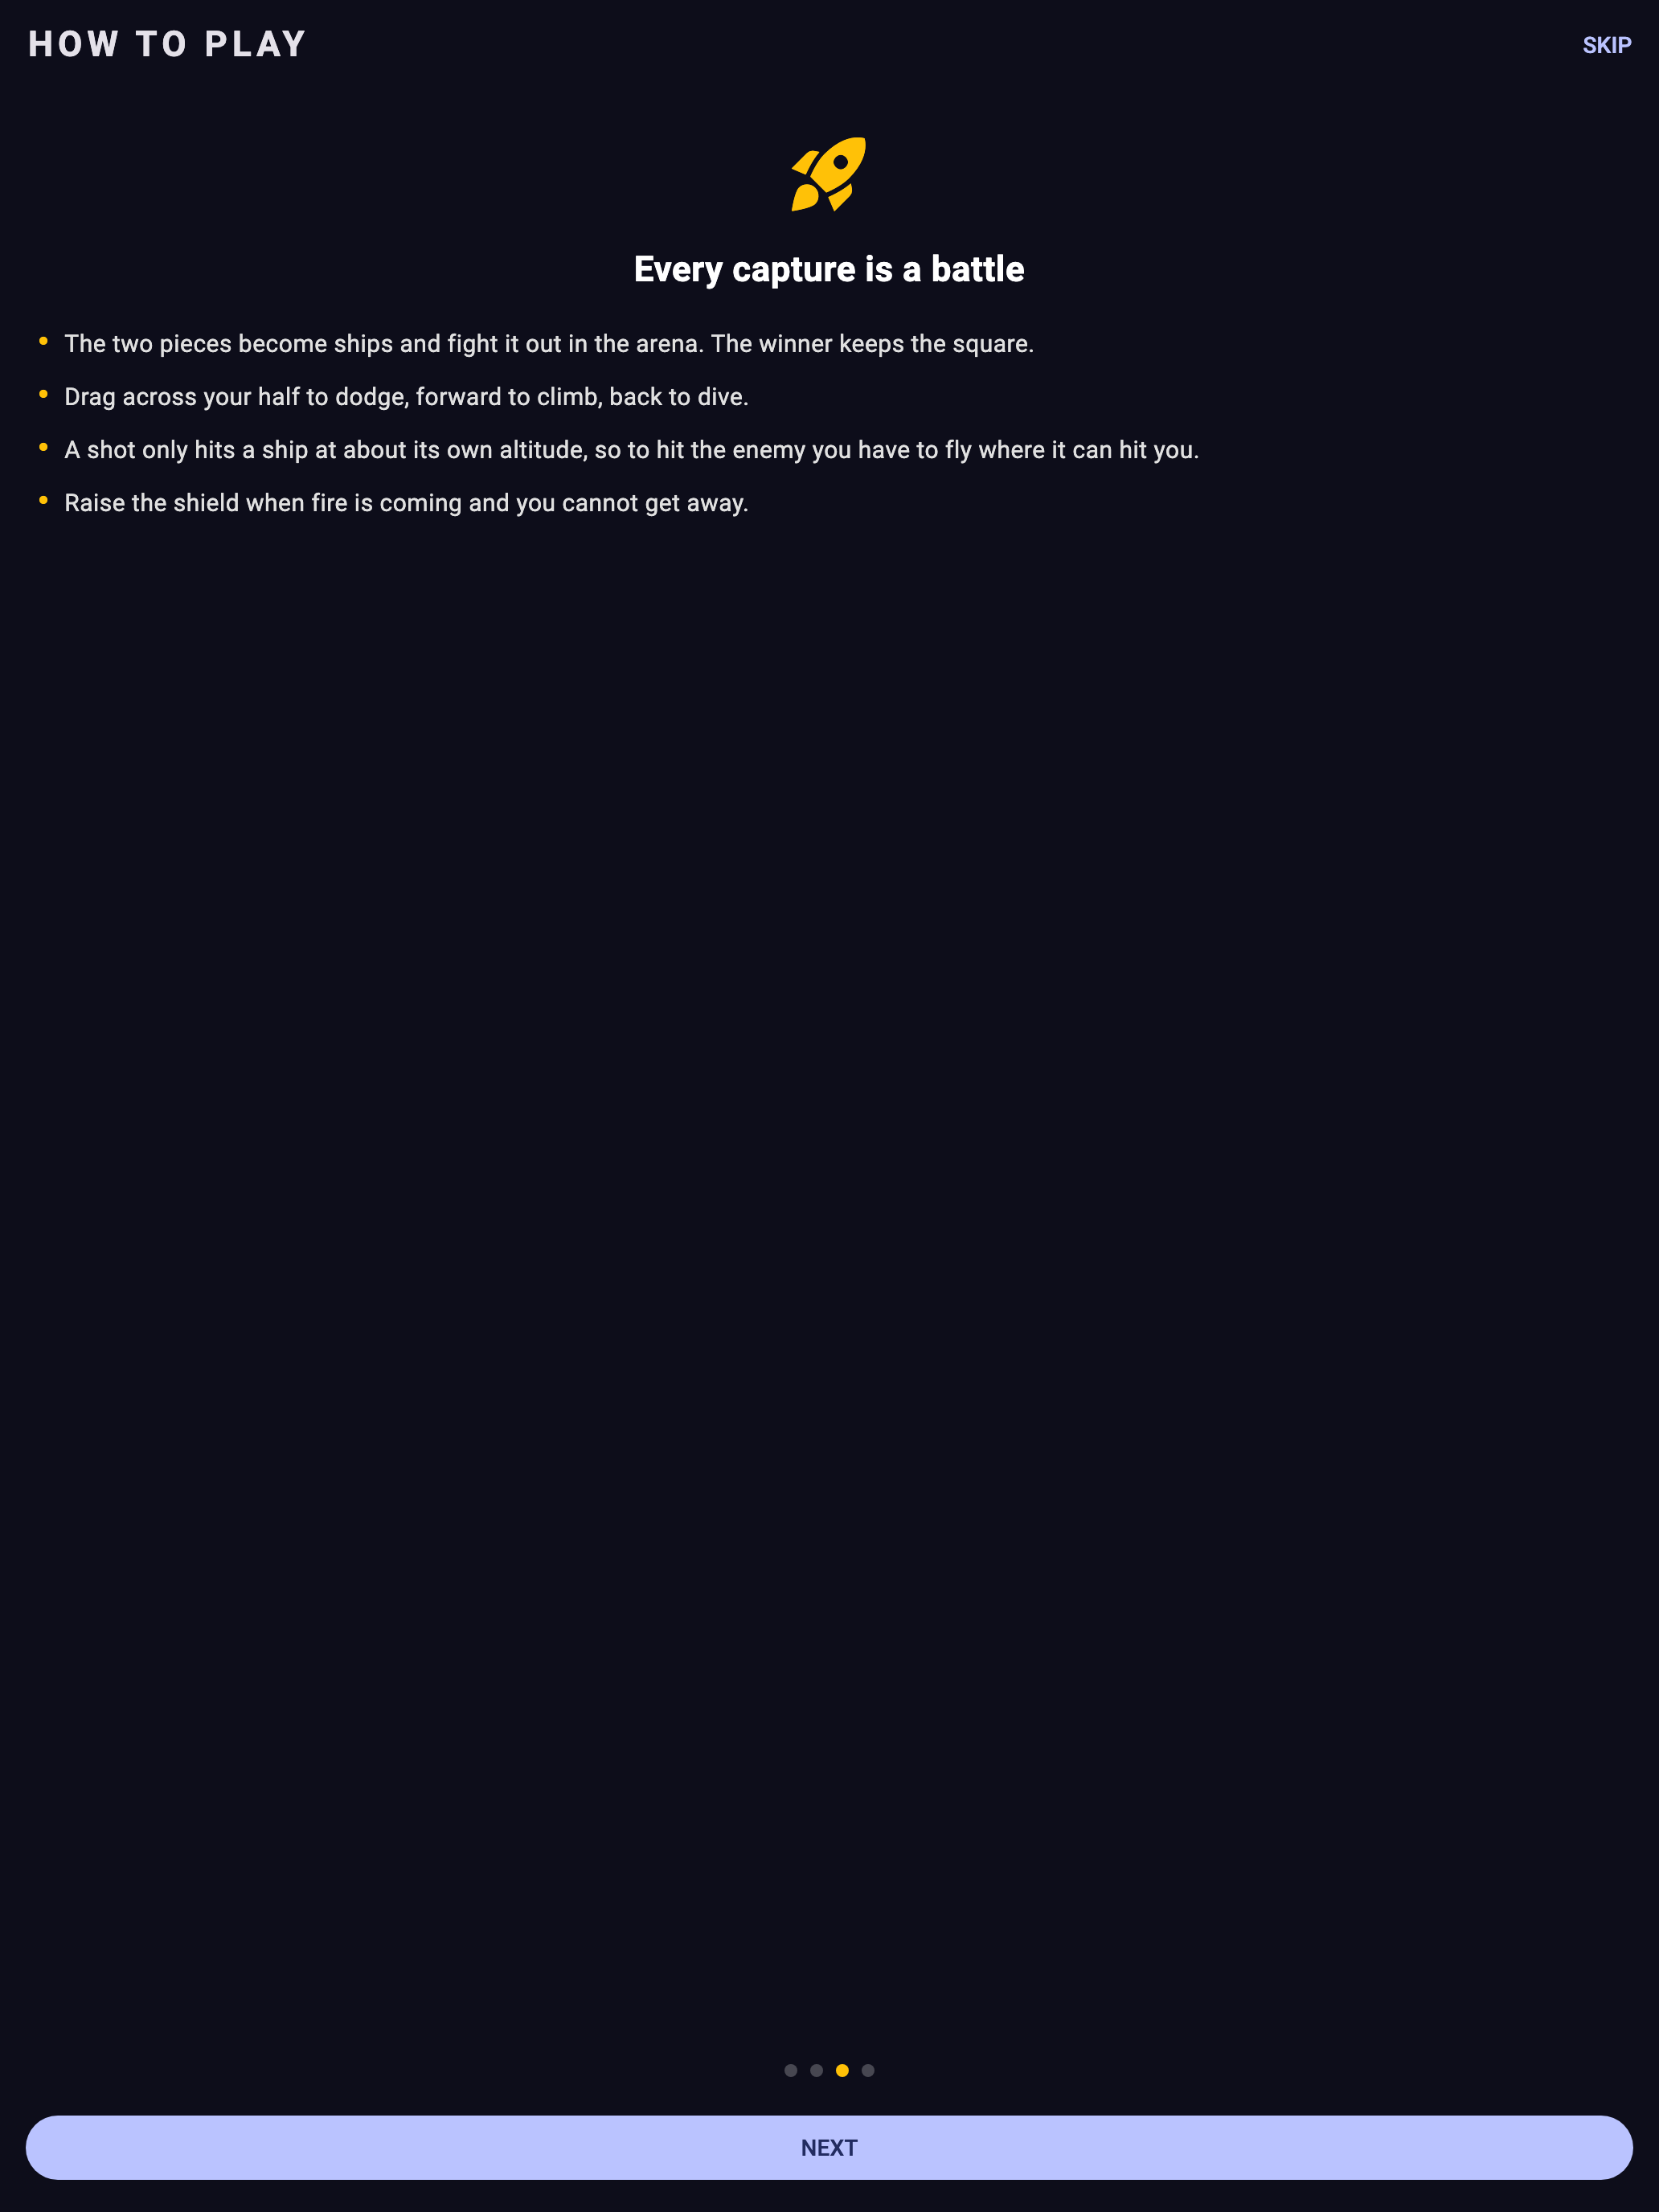 HOW TO PLAY
SKIP
Every capture is a battle
The two pieces become ships and fight it out in the arena. The winner keeps the square.
Drag across your half to dodge, forward to climb, back to dive.
A shot only hits a ship at about its own altitude, so to hit the enemy you have to fly where it can hit you.
Raise the shield when fire is coming and you cannot get away.
NEXT